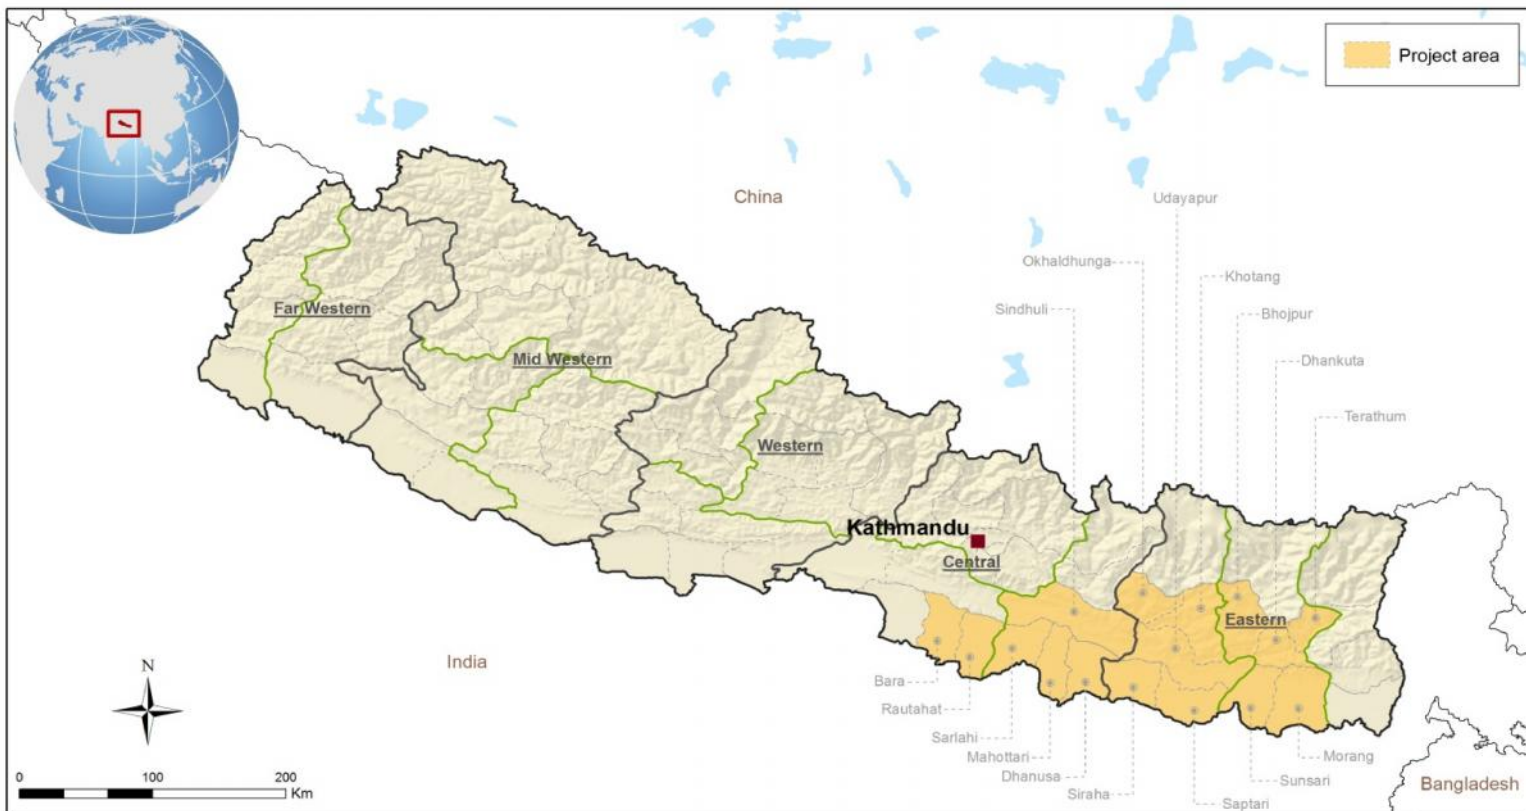 Project area
China
Udayapur
Okhaldhunga
Khotang
Sindhuli
Bhojpur
Far Western
Mid Western
Dhankuta
Terathum
Western
Kathmandu
Central
Eastern
India
N
Bara
Rautahat
Sarlahi
Mahottari
Dhanusa
Siraha
Saptari
Sunsari
Morang
Bangladesh
0 100 200
Km